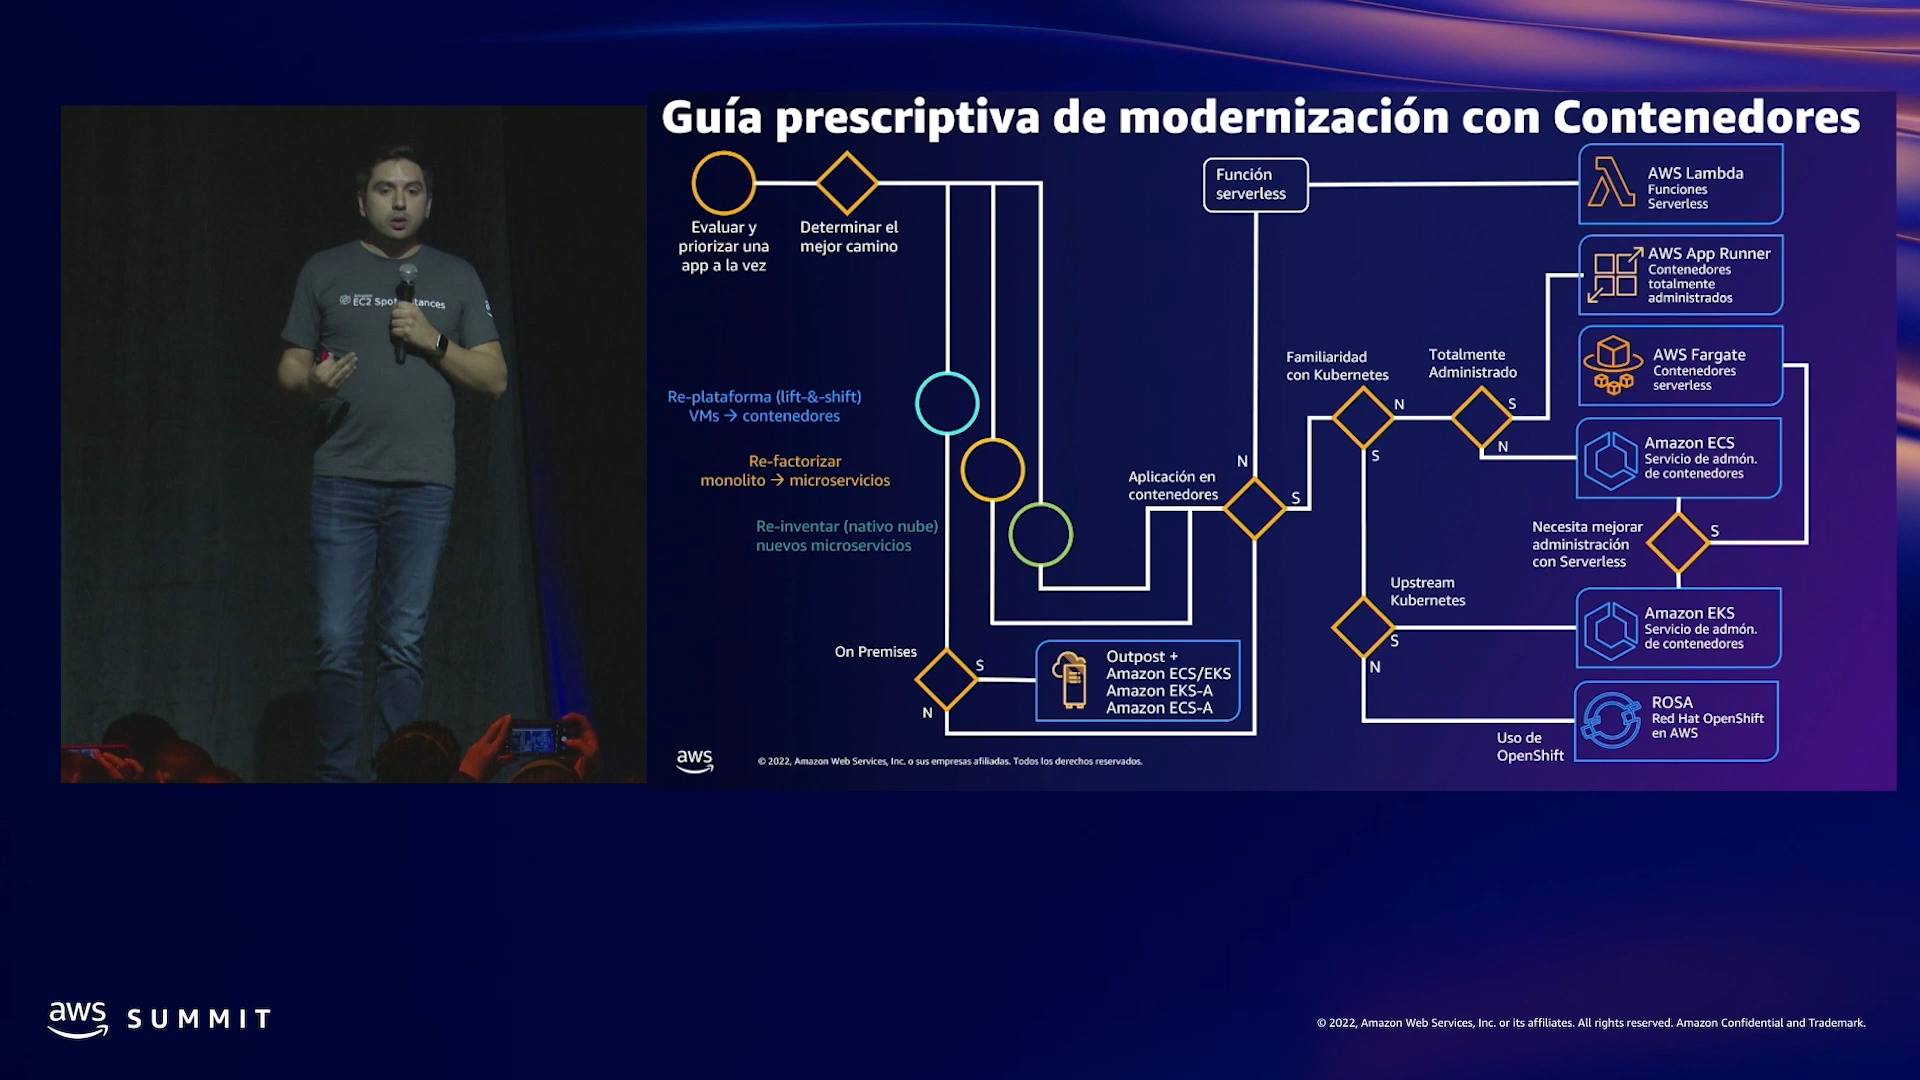 Guía prescriptiva de modernización con Contenedores
Evaluar y
priorizar una
app a la vez
Determinar el
mejor camino
Función
serverless
AWS Lambda
Funciones
Serverless
AWS App Runner
Contenedores
totalmente
administrados
AWS Fargate
Contenedores
serverless
Familiaridad
con Kubernetes
Totalmente
Administrado
N
S
N
S
Re-plataforma (lift-&-shift)
VMs → contenedores
Re-factorizar
monolito → microservicios
Re-inventar (nativo nube)
nuevos microservicios
Aplicación en
contenedores
N
S
Amazon ECS
Servicio de admón.
de contenedores
Necesita mejorar
administración
con Serverless
S
Upstream
Kubernetes
S
N
Amazon EKS
Servicio de admón.
de contenedores
On Premises
S
N
Outpost +
Amazon ECS/EKS
Amazon EKS-A
Amazon ECS-A
ROSA
Red Hat OpenShift
en AWS
Uso de
OpenShift
aws
© 2022, Amazon Web Services, Inc. o sus empresas afiliadas. Todos los derechos reservados.
EC2 Spot
aws SUMMIT
© 2022, Amazon Web Services, Inc. or its affiliates. All rights reserved. Amazon Confidential and Trademark.